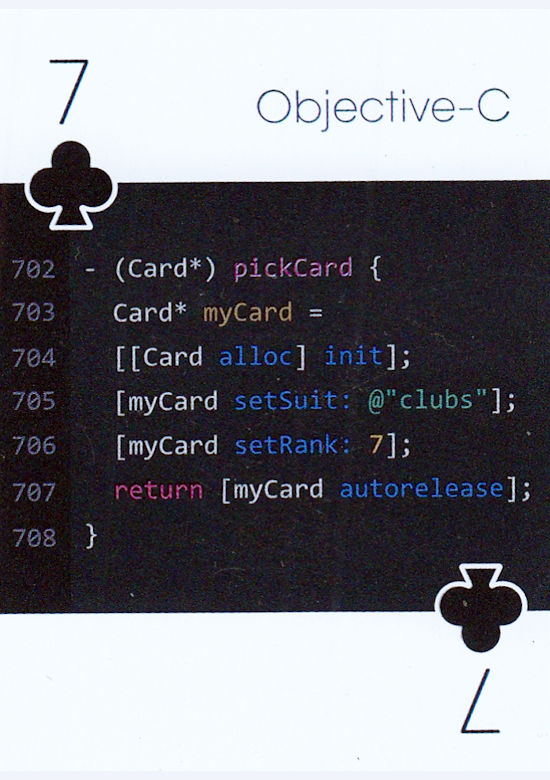 7
Objective-C
702 - (Card*) pickCard {
703 Card* myCard =
704 [[Card alloc] init];
705 [myCard setSuit: @"clubs"];
706 [myCard setRank: 7];
707 return [myCard autorelease];
708 }
7